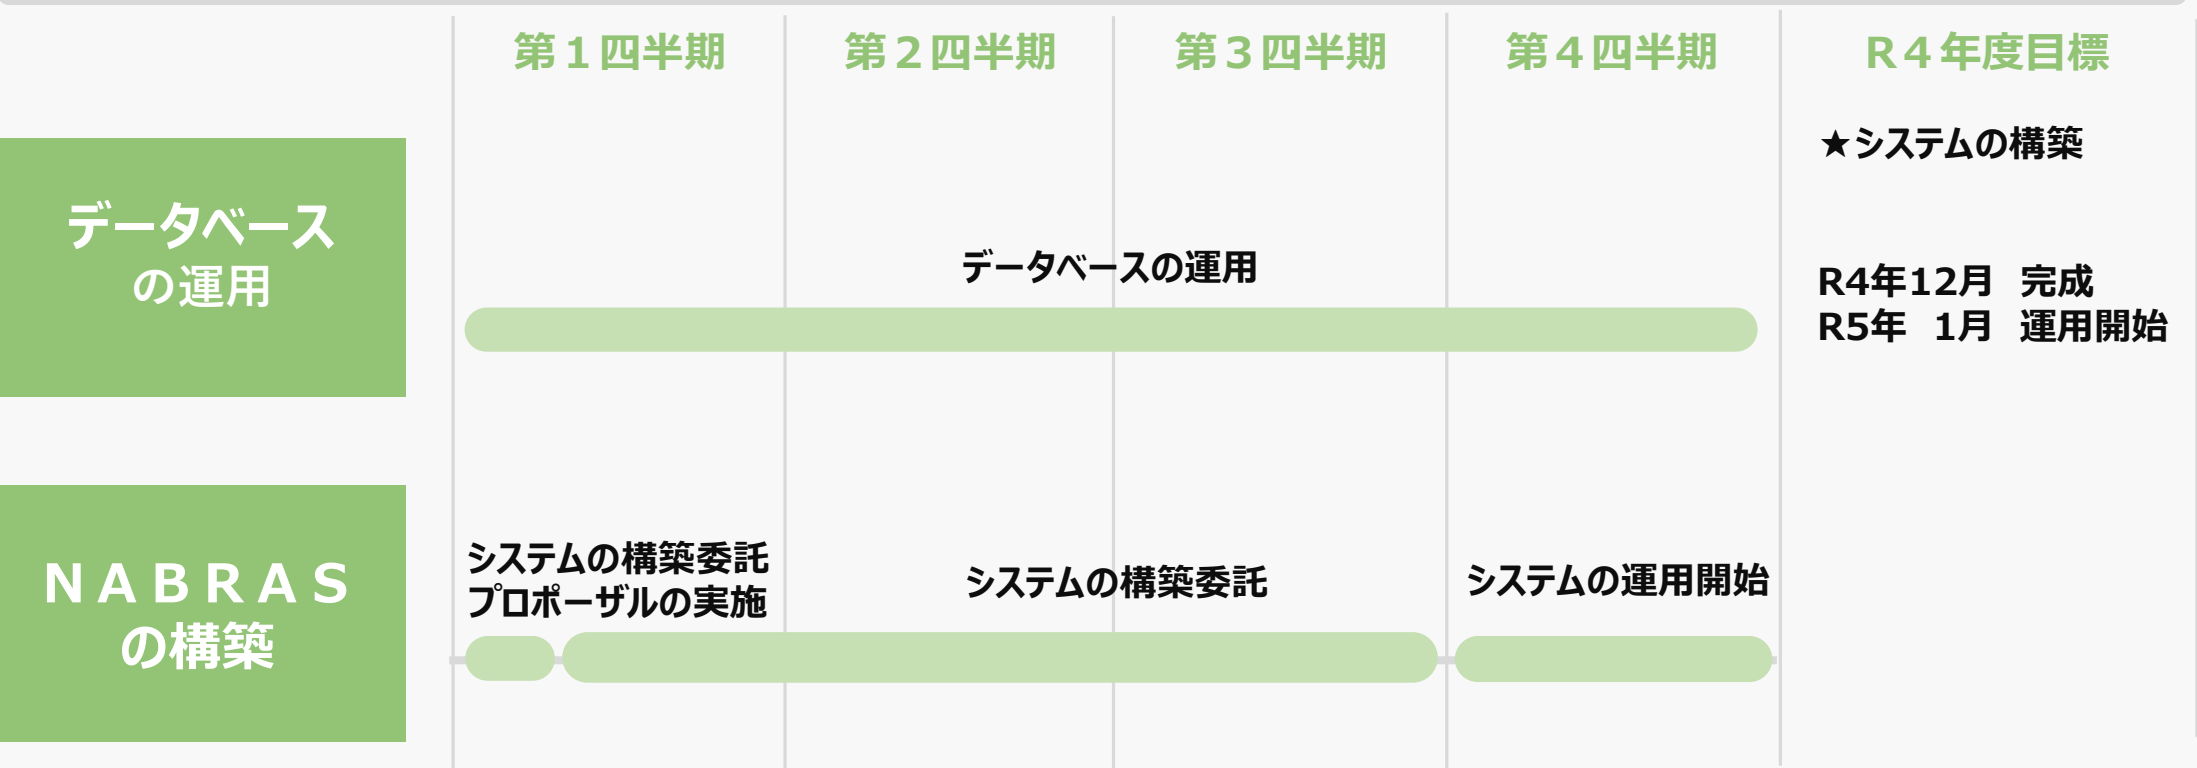 第１四半期
第２四半期
第３四半期
第４四半期
Ｒ４年度目標
データベース
の運用
データベースの運用
★システムの構築
R4年12月　完成
R5年　1月　運用開始
ＮＡＢＲＡＳ
の構築
システムの構築委託
プロポーザルの実施
システムの構築委託
システムの運用開始